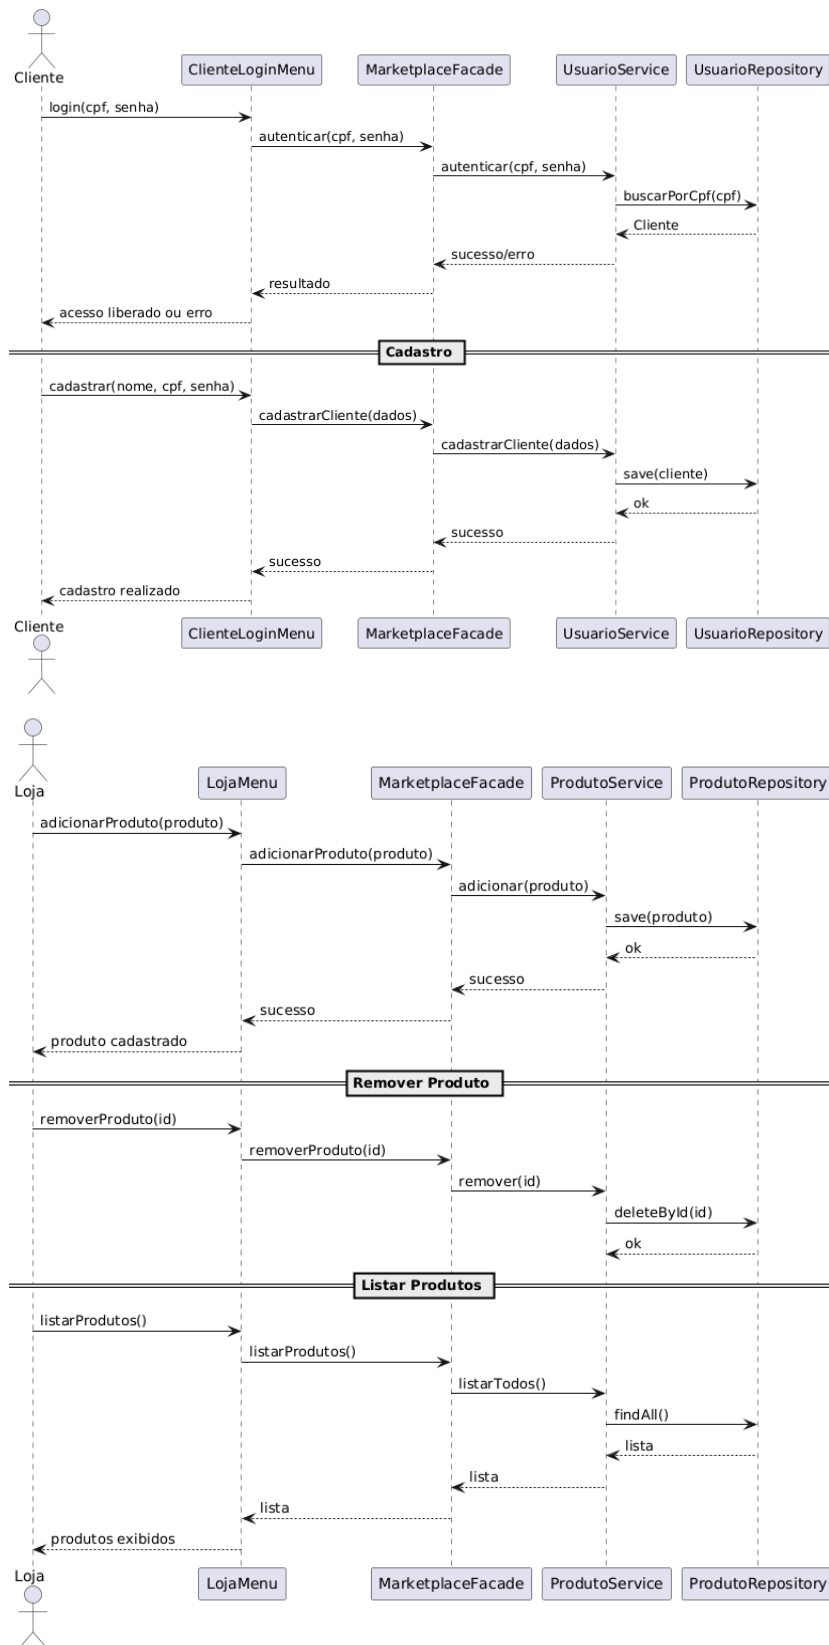 Cliente
ClienteLoginMenu
MarketplaceFacade
UsuarioService
UsuarioRepository
login(cpf, senha)
autenticar(cpf, senha)
autenticar(cpf, senha)
buscarPorCpf(cpf)
Cliente
sucesso/erro
resultado
acesso liberado ou erro
Cadastro
cadastrar(nome, cpf, senha)
cadastrarCliente(dados)
cadastrarCliente(dados)
save(cliente)
ok
sucesso
sucesso
cadastro realizado
Cliente
ClienteLoginMenu
MarketplaceFacade
UsuarioService
UsuarioRepository
Loja
LojaMenu
MarketplaceFacade
ProdutoService
ProdutoRepository
adicionarProduto(produto)
adicionarProduto(produto)
adicionar(produto)
save(produto)
ok
sucesso
sucesso
produto cadastrado
Remover Produto
removerProduto(id)
removerProduto(id)
remover(id)
deleteById(id)
ok
Listar Produtos
listarProdutos()
listarProdutos()
listarTodos()
findAll()
lista
lista
lista
produtos exibidos
Loja
LojaMenu
MarketplaceFacade
ProdutoService
ProdutoRepository